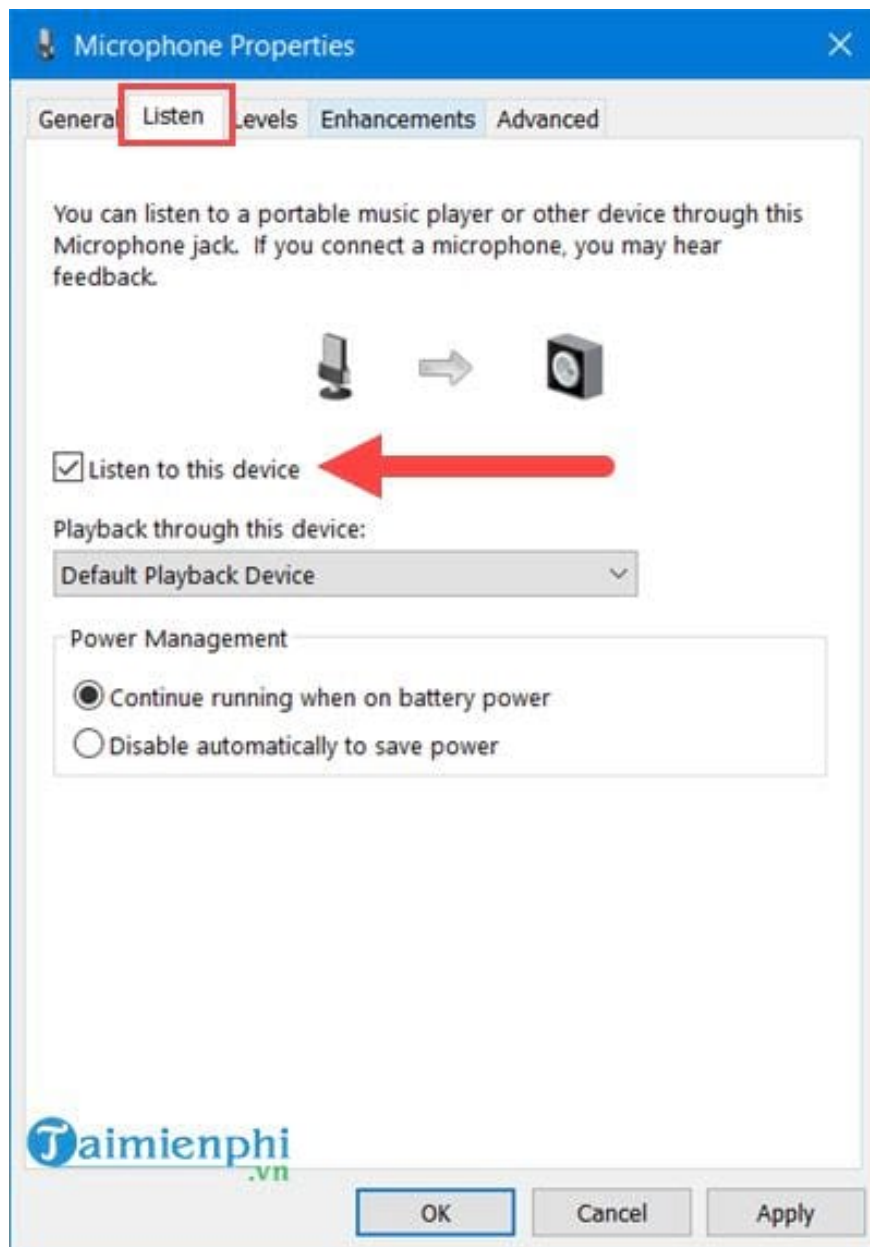 Microphone Properties
General Listen Levels Enhancements Advanced
You can listen to a portable music player or other device through this
Microphone jack. If you connect a microphone, you may hear
feedback.
Listen to this device
Playback through this device:
Default Playback Device
Power Management
Continue running when on battery power
Disable automatically to save power
Taimienphi
.vn
OK Cancel Apply